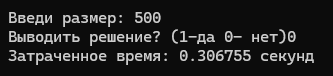 Введи размер: 500
Выводить решение? (1-да 0- нет)0
Затраченное время: 0.306755 секунд